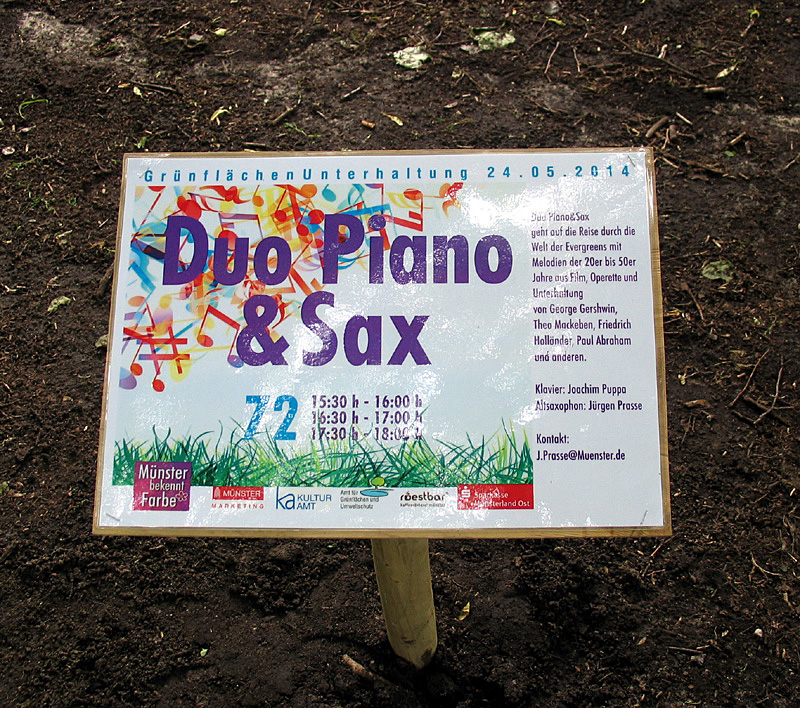 GrünflächenUnterhaltung 24.05.2014
Duo Piano
& Sax
72
15:30 h - 16:00 h
16:30 h - 17:00 h
17:30 h - 18:00 h
Duo Piano&Sax
geht auf die Reise durch die
Welt der Evergreens mit
Melodien der 20er bis 50er
Jahre aus Film, Operette und
Unterhaltung
von George Gershwin,
Theo Mackeben, Friedrich
Holländer, Paul Abraham
und anderen.
Klavier: Joachim Puppa
Altsaxophon: Jürgen Prasse
Kontakt:
J.Prasse@Muenster.de
Münster
bekennt
Farbe
MÜNSTER
MARKETING
ka KULTUR
AMT
Amt für
Grünflächen und
Umweltschutz
roestbar
Sparkasse
Münsterland Ost